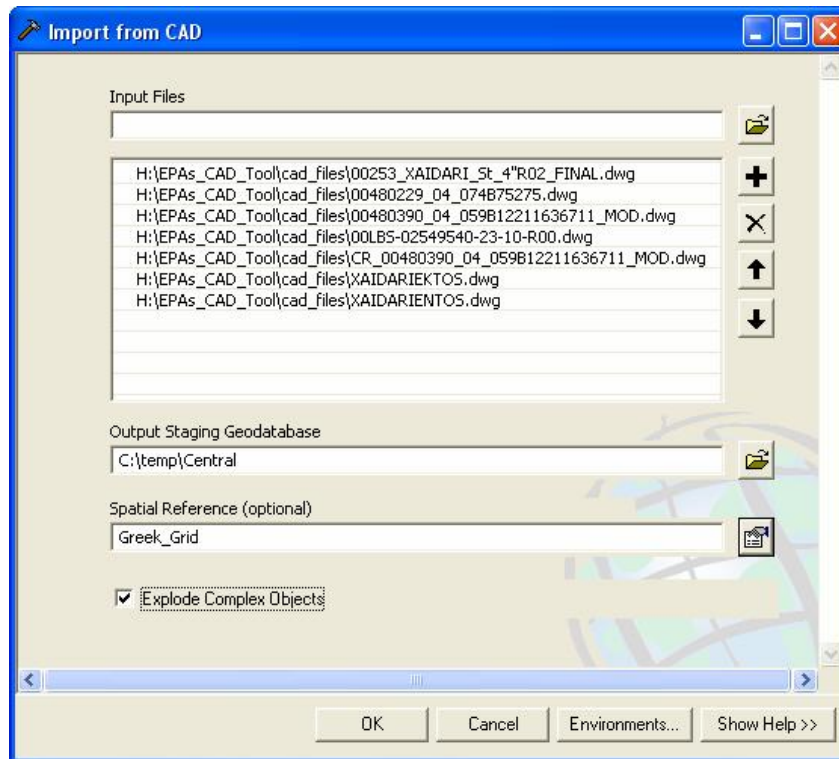 Import from CAD
Input Files
H:\EPAs_CAD_Tool\cad_files\00253_XAIDARI_St_4"R02_FINAL.dwg
H:\EPAs_CAD_Tool\cad_files\00480229_04_074B75275.dwg
H:\EPAs_CAD_Tool\cad_files\00480390_04_059B12211636711_MOD.dwg
H:\EPAs_CAD_Tool\cad_files\00LBS-02549540-23-10-R00.dwg
H:\EPAs_CAD_Tool\cad_files\CR_00480390_04_059B12211636711_MOD.dwg
H:\EPAs_CAD_Tool\cad_files\XAIDARIEKTOS.dwg
H:\EPAs_CAD_Tool\cad_files\XAIDARIENTOS.dwg
Output Staging Geodatabase
C:\temp\Central
Spatial Reference (optional)
Greek_Grid
Explode Complex Objects
OK Cancel Environments... Show Help >>